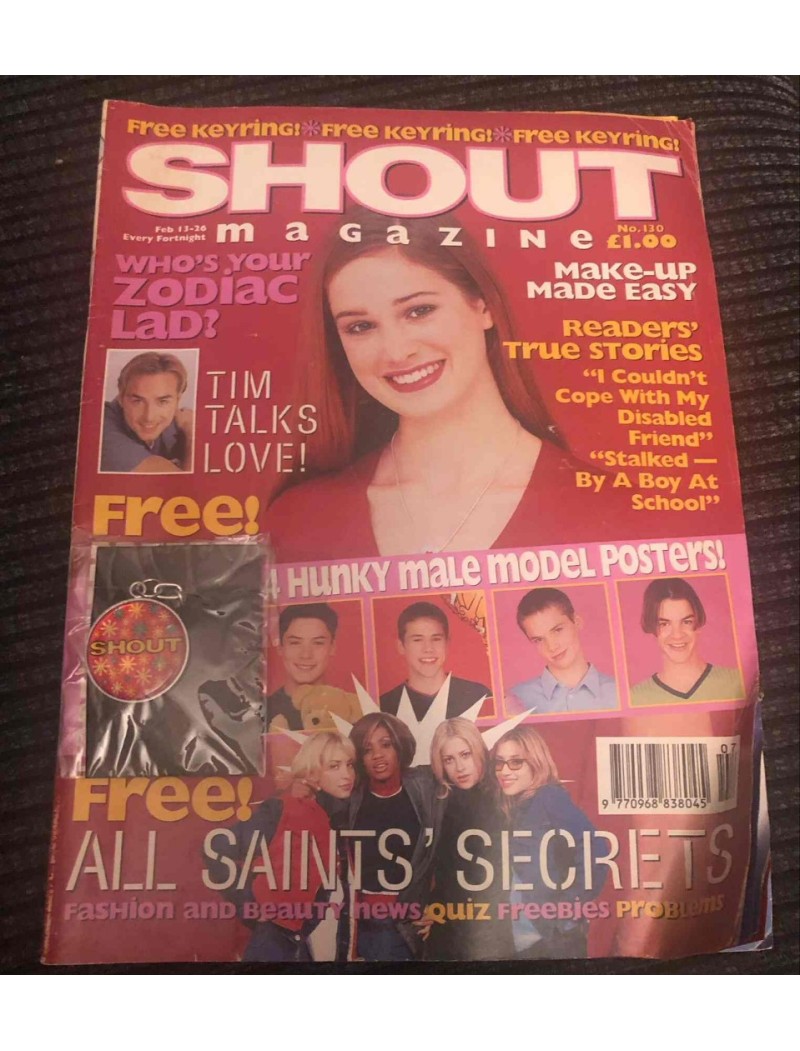 Free Keyring!*Free Keyring!*Free Keyring!
SHOUT
Feb 13-26
Every Fortnight
magazine
No.130
£1.00
WHO'S YOUR
ZODIAC
LAD?
MAKE-UP
MADE EASY
READERS'
TRUE STORIES
"I Couldn't
Cope With My
Disabled
Friend"
"Stalked —
By A Boy At
School"
TIM
TALKS
LOVE!
Free!
4 HUNKY MALE MODEL POSTERS!
SHOUT
07
9 770968 838045
Free!
ALL SAINTS' SECRETS
FASHION AND BEAUTY NEWS QUIZ FREEBIES PROBLEMS